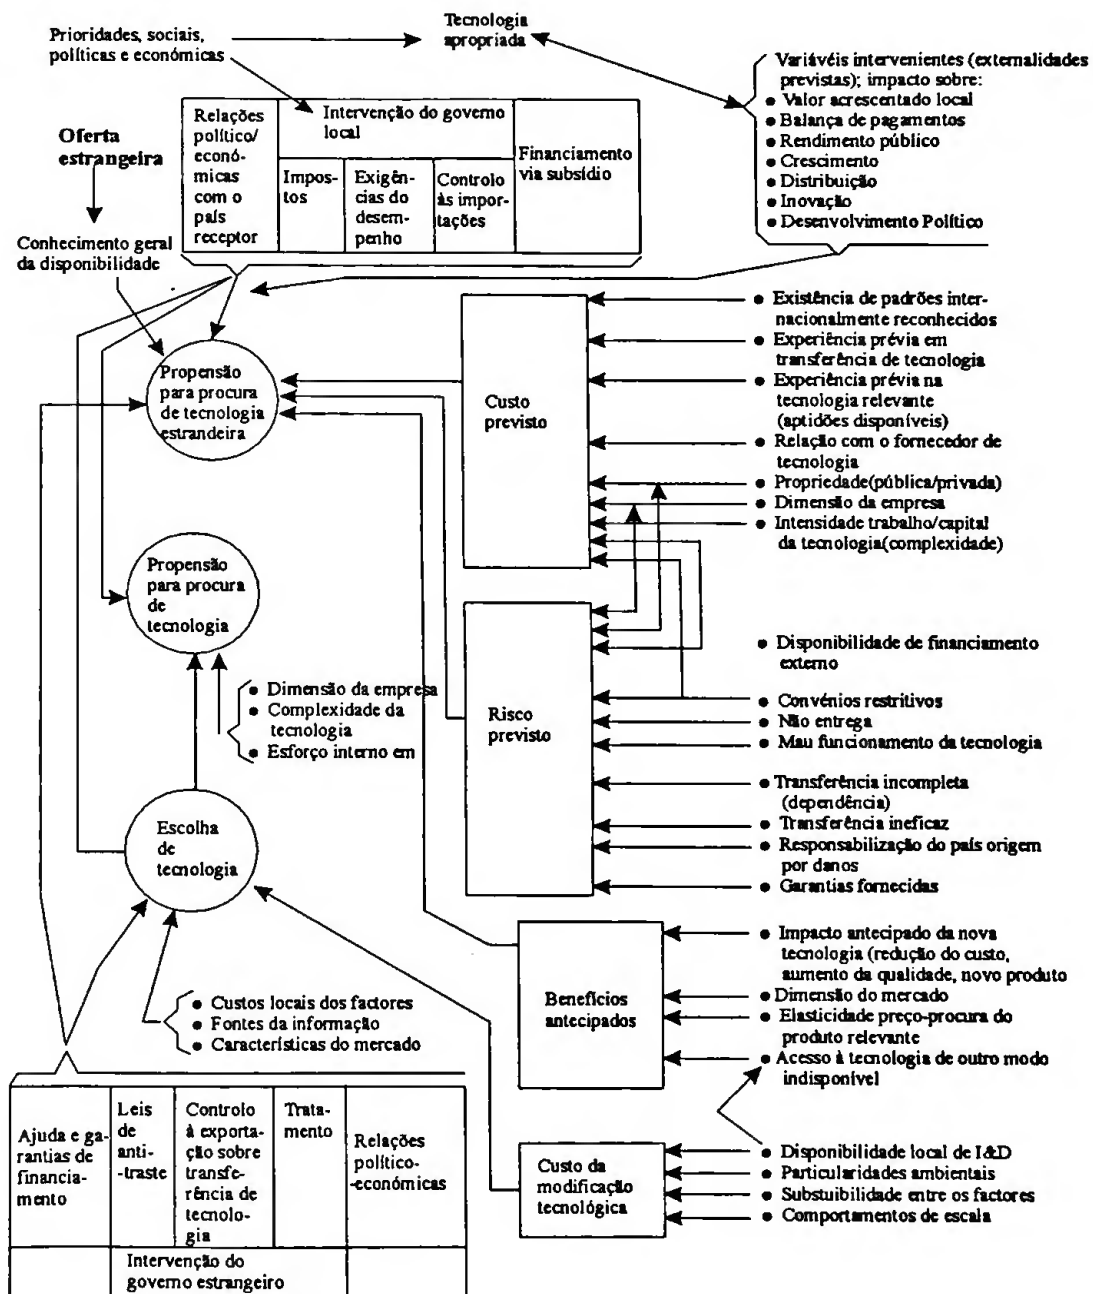 Prioridades, sociais,
políticas e económicas
Tecnologia
apropriada
Variávéis intervenientes (externalidades
previstas); impacto sobre:
• Valor acrescentado local
• Balança de pagamentos
• Rendimento público
• Crescimento
• Distribuição
• Inovação
• Desenvolvimento Político
Oferta
estrangeira
Conhecimento geral
da disponibilidade
Relações
político/
econó-
micas
com o
país
receptor
Intervenção do governo
local
Impos-
tos
Exigên-
cias do
desem-
penho
Controlo
às impor-
tações
Financiamento
via subsídio
Propensão
para procura
de tecnologia
estrandeira
Custo
previsto
• Existência de padrões inter-
nacionalmente reconhecidos
• Experiência prévia em
transferência de tecnologia
• Experiência prévia na
tecnologia relevante
(aptidões disponíveis)
• Relação com o fornecedor de
tecnologia
• Propriedade(pública/privada)
• Dimensão da empresa
• Intensidade trabalho/capital
da tecnologia(complexidade)
Propensão
para procura
de
tecnologia
• Dimensão da empresa
• Complexidade da
tecnologia
• Esforço interno em
Risco
previsto
• Disponibilidade de financiamento
externo
• Convénios restritivos
• Não entrega
• Mau funcionamento da tecnologia
• Transferência incompleta
(dependência)
• Transferência ineficaz
• Responsabilização do país origem
por danos
• Garantias fornecidas
Escolha
de
tecnologia
• Custos locais dos factores
• Fontes da informação
• Características do mercado
Benefícios
antecipados
• Impacto antecipado da nova
tecnologia (redução do custo,
aumento da qualidade, novo produto
• Dimensão do mercado
• Elasticidade preço-procura do
produto relevante
• Acesso à tecnologia de outro modo
indisponível
Custo da
modificação
tecnológica
• Disponibilidade local de I&D
• Particularidades ambientais
• Substuibilidade entre os factores
• Comportamentos de escala
Ajuda e ga-
rantias de
financia-
mento
Leis
de
anti-
-traste
Controlo
à exporta-
ção sobre
transfe-
rência de
tecnolo-
gia
Trata-
mento
Relações
político-
-económicas
Intervenção do
governo estrangeiro